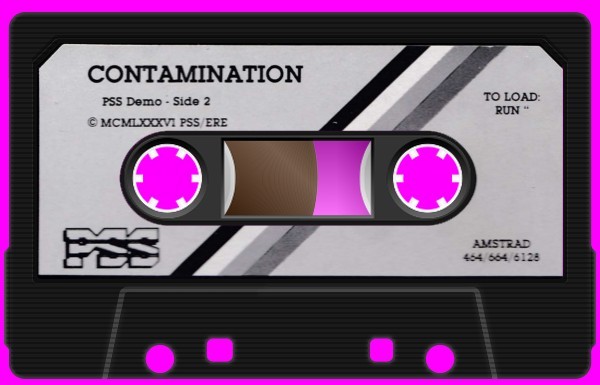 CONTAMINATION
PSS Demo - Side 2
© MCMLXXXVI PSS/ERE
TO LOAD:
RUN "
PSS
AMSTRAD
464/664/6128